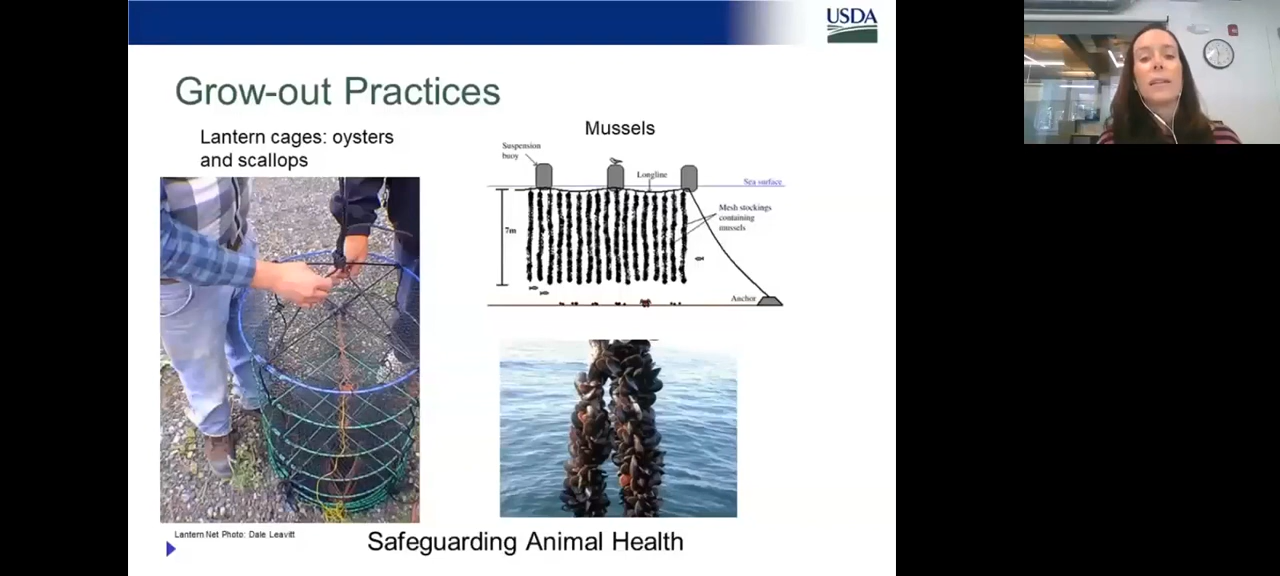 USDA
Grow-out Practices
Lantern cages: oysters
and scallops
Mussels
Suspension
buoy
Longline
Sea surface
Mesh stockings
containing
mussels
7m
Anchor
Lantern Net Photo: Dale Leavitt
Safeguarding Animal Health